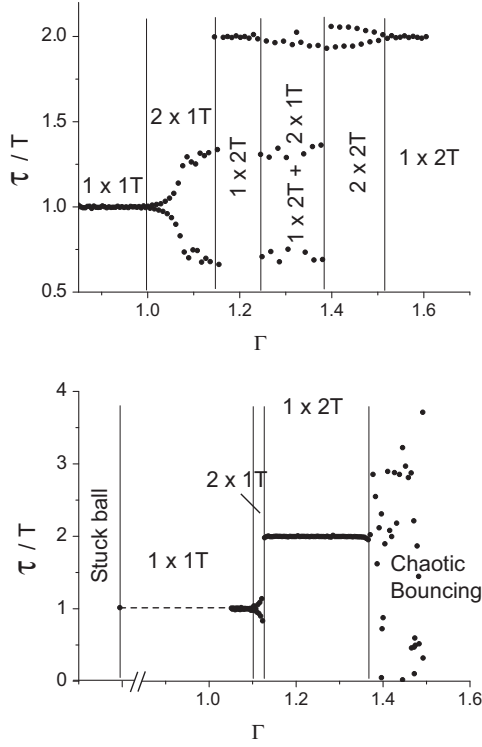 2.0
1.5
1.0
0.5
τ / T
1 x 1T
2 x 1T
1 x 2T
1 x 2T + 2 x 1T
2 x 2T
1 x 2T
1.0
1.2
1.4
1.6
Γ
4
3
2
1
0
τ / T
Stuck ball
1 x 1T
2 x 1T
1 x 2T
Chaotic
Bouncing
1.0
1.2
1.4
1.6
Γ